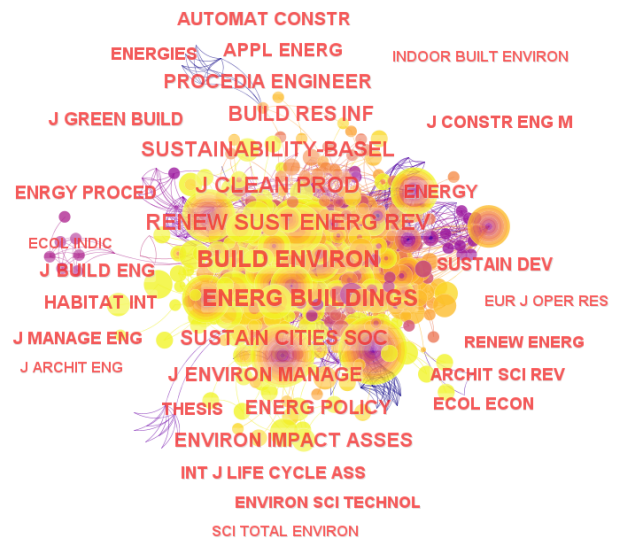 AUTOMAT CONSTR
ENERGIES
APPL ENERG
INDOOR BUILT ENVIRON
PROCEDIA ENGINEER
J GREEN BUILD
BUILD RES INF
J CONSTR ENG M
SUSTAINABILITY-BASEL
J CLEAN PROD
ENRGY PROCED
ENERGY
RENEW SUST ENERG REV
ECOL INDIC
BUILD ENVIRON
J BUILD ENG
SUSTAIN DEV
HABITAT INT
ENERG BUILDINGS
EUR J OPER RES
J MANAGE ENG
SUSTAIN CITIES SOC
RENEW ENERG
J ARCHIT ENG
J ENVIRON MANAGE
ARCHIT SCI REV
THESIS
ENERG POLICY
ECOL ECON
ENVIRON IMPACT ASSES
INT J LIFE CYCLE ASS
ENVIRON SCI TECHNOL
SCI TOTAL ENVIRON